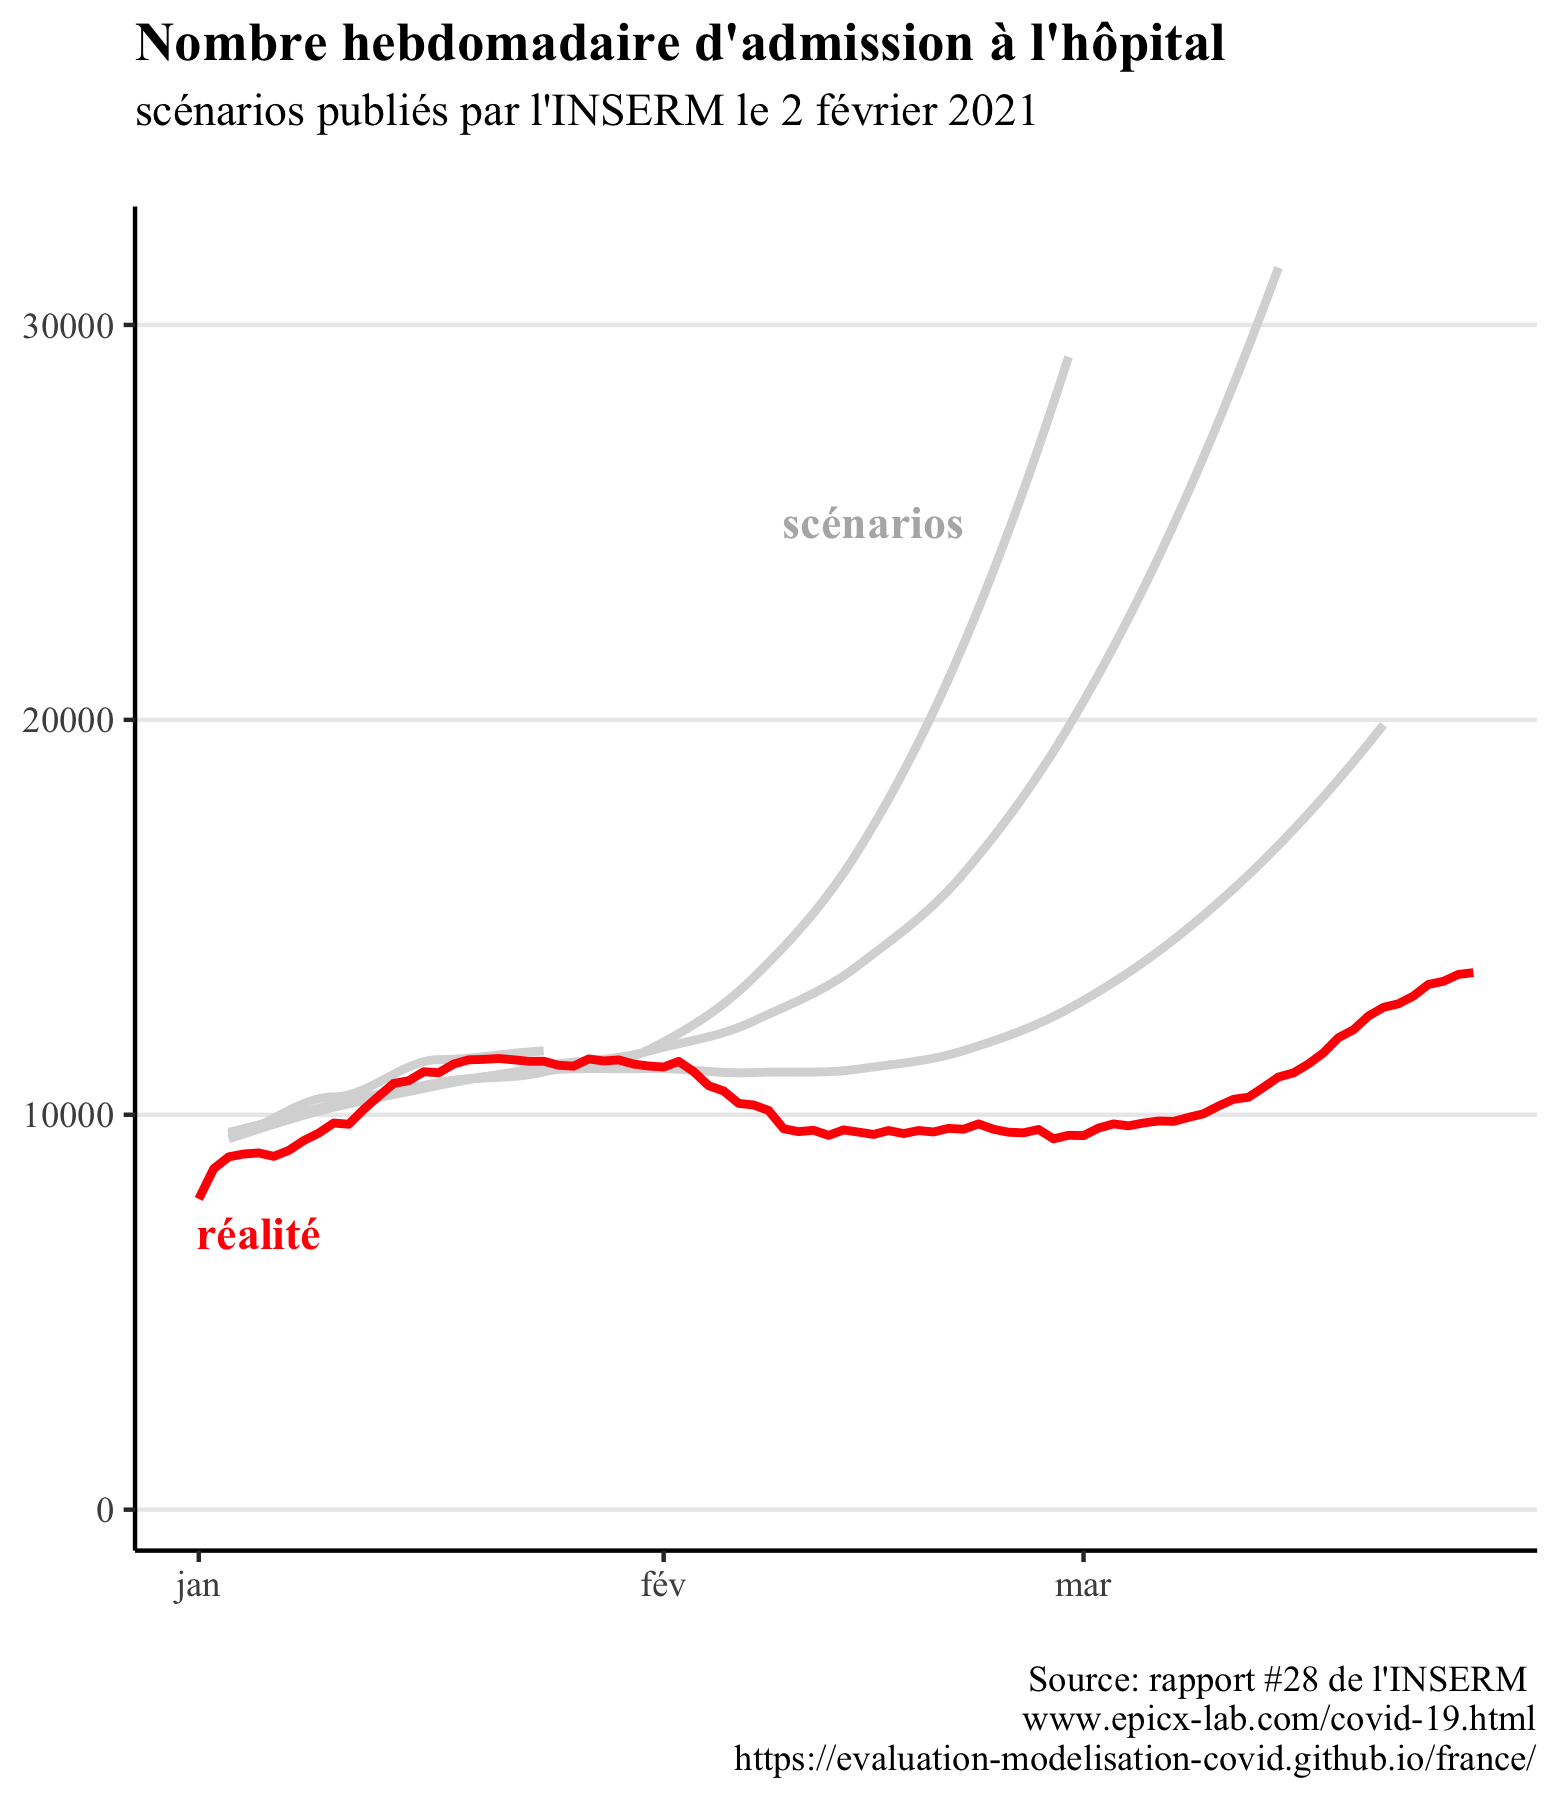 Nombre hebdomadaire d'admission à l'hôpital
scénarios publiés par l'INSERM le 2 février 2021
30000
scénarios
20000
10000
réalité
0
jan
fév
mar
Source: rapport #28 de l'INSERM
www.epicx-lab.com/covid-19.html
https://evaluation-modelisation-covid.github.io/france/